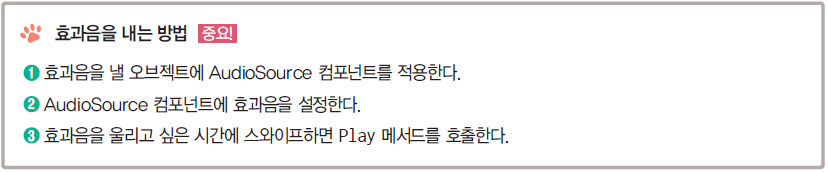 효과음을 내는 방법 중요!
❶ 효과음을 낼 오브젝트에 AudioSource 컴포넌트를 적용한다.
❷ AudioSource 컴포넌트에 효과음을 설정한다.
❸ 효과음을 울리고 싶은 시간에 스와이프하면 Play 메서드를 호출한다.